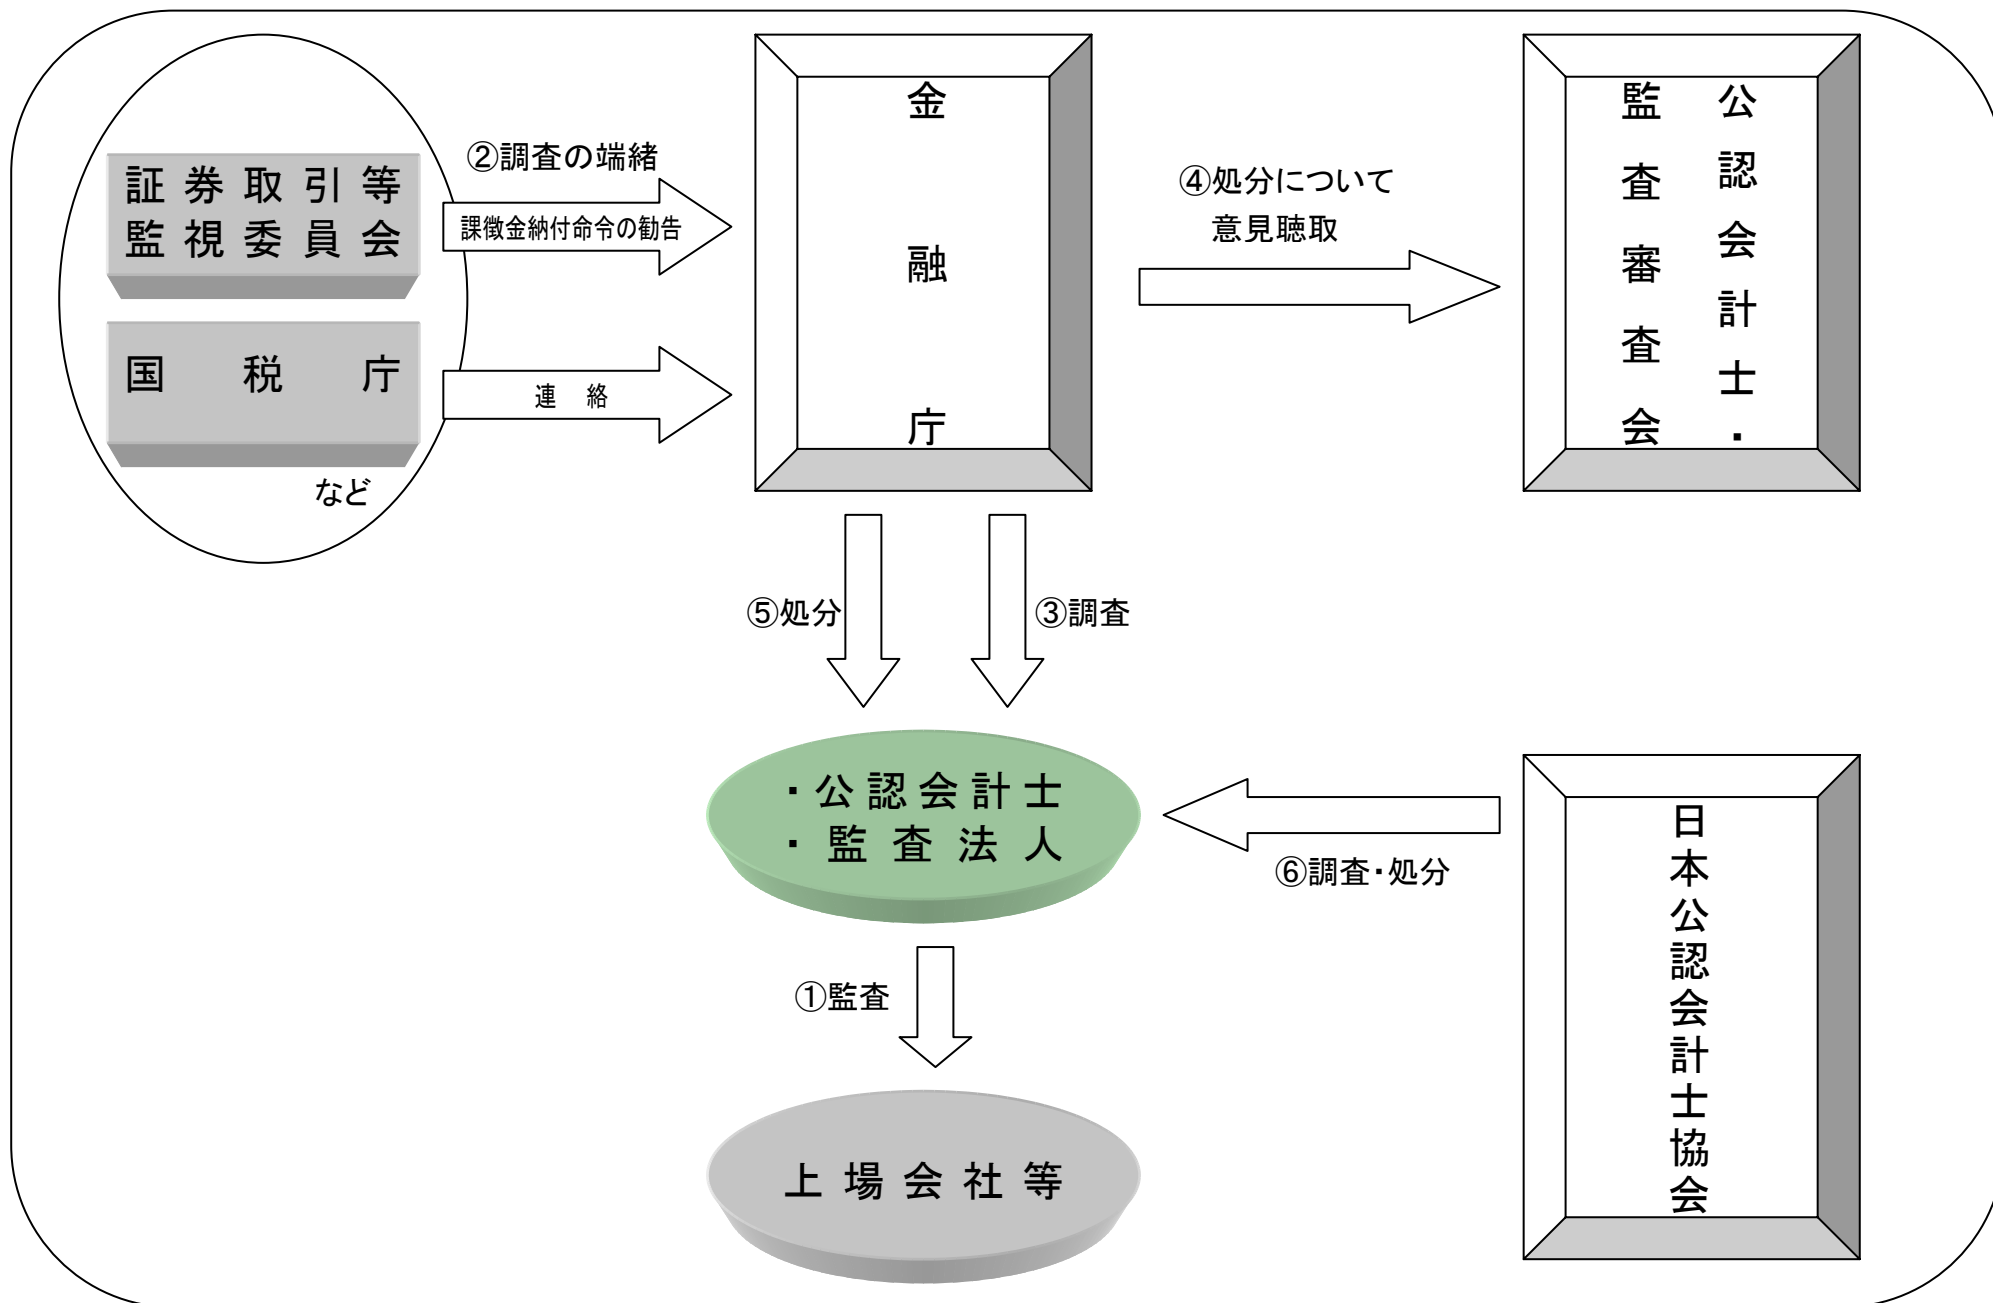 証券取引等
監視委員会
国税庁
など
②調査の端緒
課徴金納付命令の勧告
連絡
金融庁
④処分について
意見聴取
公認会計士・
監査審査会
⑤処分
③調査
・公認会計士
・監査法人
⑥調査・処分
日本公認会計士協会
①監査
上場会社等